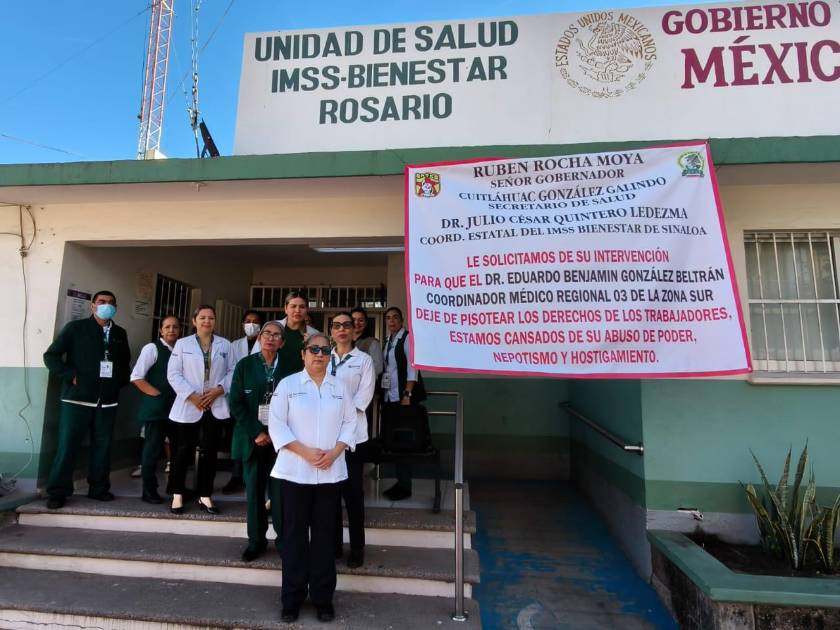 UNIDAD DE SALUD
IMSS-BIENESTAR
ROSARIO
ESTADOS UNIDOS MEXICANOS
GOBIERNO
MÉXIC
RUBEN ROCHA MOYA
SEÑOR GOBERNADOR
CUITLÁHUAC GONZÁLEZ GALINDO
SECRETARIO DE SALUD
DR. JULIO CÉSAR QUINTERO LEDEZMA
COORD. ESTATAL DEL IMSS BIENESTAR DE SINALOA
LE SOLICITAMOS DE SU INTERVENCIÓN
PARA QUE EL DR. EDUARDO BENJAMIN GONZÁLEZ BELTRÁN
COORDINADOR MÉDICO REGIONAL 03 DE LA ZONA SUR
DEJE DE PISOTEAR LOS DERECHOS DE LOS TRABAJADORES,
ESTAMOS CANSADOS DE SU ABUSO DE PODER,
NEPOTISMO Y HOSTIGAMIENTO.